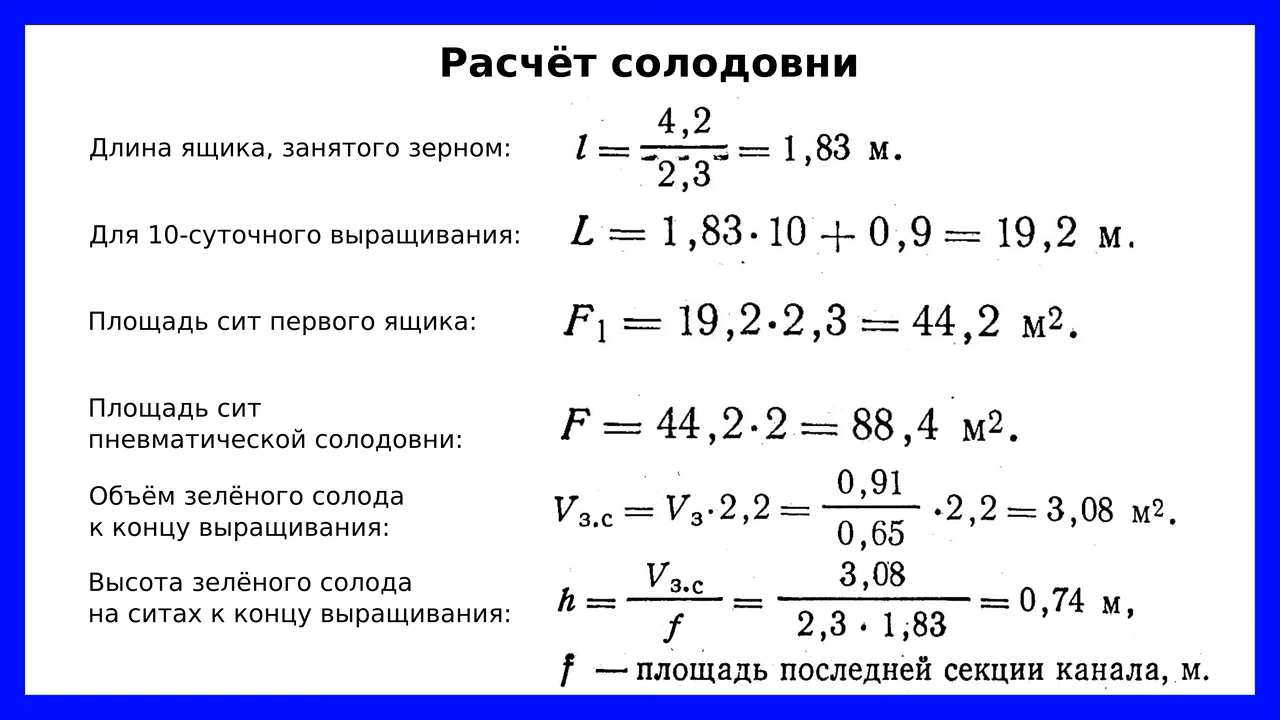 Расчёт солодовни
Длина ящика, занятого зерном: l = 4,2 / 2,3 = 1,83 м.
Для 10-суточного выращивания: L = 1,83·10 + 0,9 = 19,2 м.
Площадь сит первого ящика: F₁ = 19,2·2,3 = 44,2 м².
Площадь сит
пневматической солодовни: F = 44,2·2 = 88,4 м².
Объём зелёного солода
к концу выращивания: Vз.с = Vз·2,2 = 0,91 / 0,65 ·2,2 = 3,08 м².
Высота зелёного солода
на ситах к концу выращивания: h = Vз.с / f = 3,08 / 2,3 · 1,83 = 0,74 м,
f — площадь последней секции канала, м.